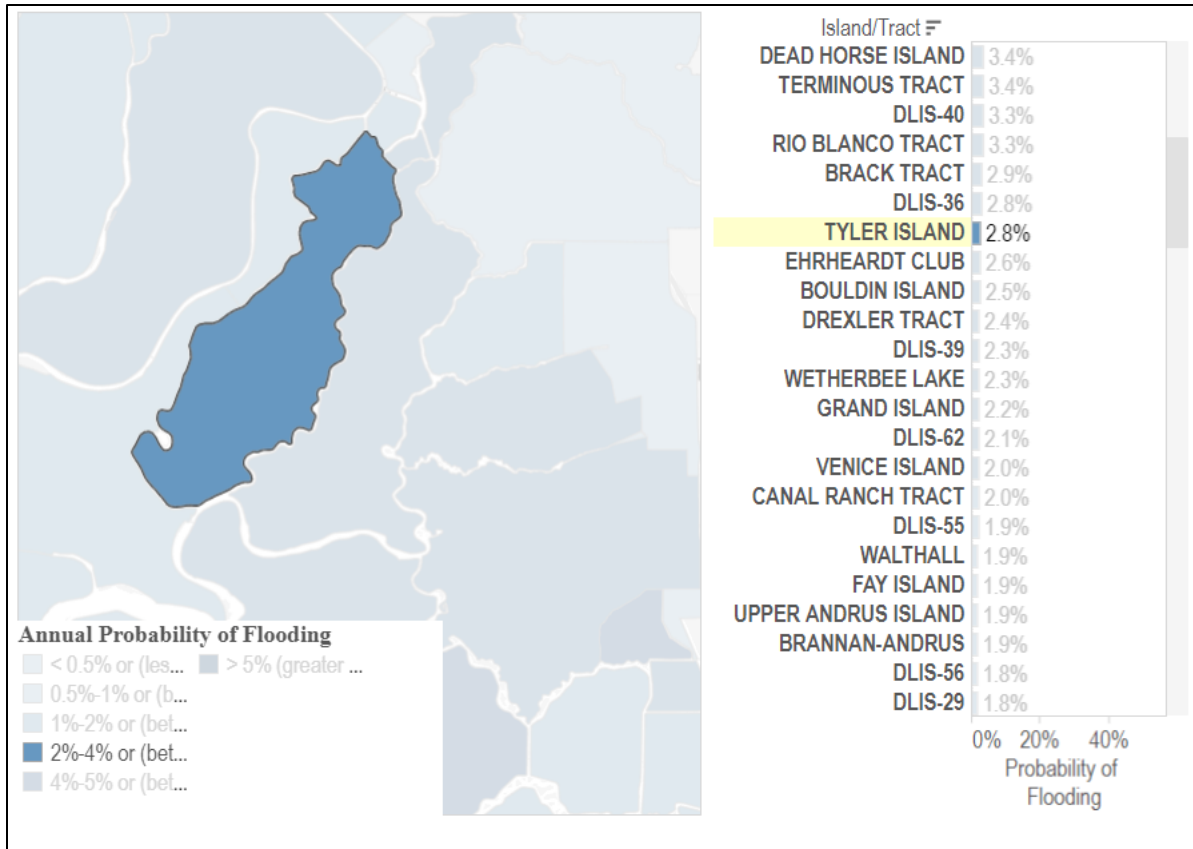 Annual Probability of Flooding
< 0.5% or (les... > 5% (greater ...
0.5%-1% or (b...
1%-2% or (bet...
2%-4% or (bet...
4%-5% or (bet...
Island/Tract
DEAD HORSE ISLAND 3.4%
TERMINOUS TRACT 3.4%
DLIS-40 3.3%
RIO BLANCO TRACT 3.3%
BRACK TRACT 2.9%
DLIS-36 2.8%
TYLER ISLAND 2.8%
EHRHEARDT CLUB 2.6%
BOULDIN ISLAND 2.5%
DREXLER TRACT 2.4%
DLIS-39 2.3%
WETHERBEE LAKE 2.3%
GRAND ISLAND 2.2%
DLIS-62 2.1%
VENICE ISLAND 2.0%
CANAL RANCH TRACT 2.0%
DLIS-55 1.9%
WALTHALL 1.9%
FAY ISLAND 1.9%
UPPER ANDRUS ISLAND 1.9%
BRANNAN-ANDRUS 1.9%
DLIS-56 1.8%
DLIS-29 1.8%
0% 20% 40%
Probability of
Flooding